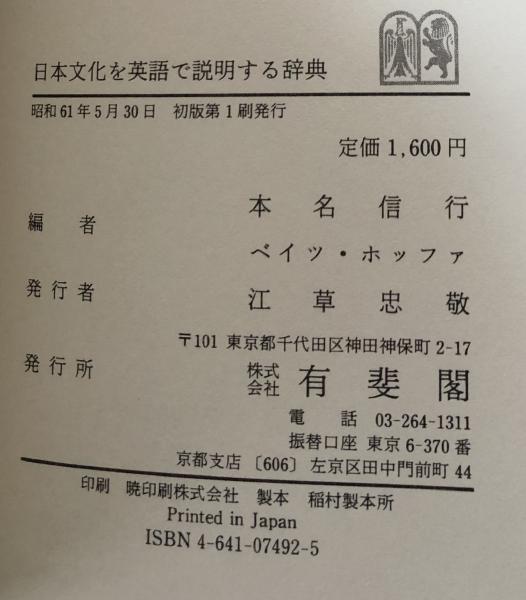 日本文化を英語で説明する辞典
昭和61年5月30日 初版第1刷発行
定価 1,600円
編者 本名信行
ベイツ・ホッファ
発行者 江草忠敬
〒101 東京都千代田区神田神保町2-17
発行所 株式会社 有斐閣
電話 03-264-1311
振替口座 東京6-370番
京都支店〔606〕左京区田中門前町44
印刷 暁印刷株式会社 製本 稲村製本所
Printed in Japan
ISBN 4-641-07492-5